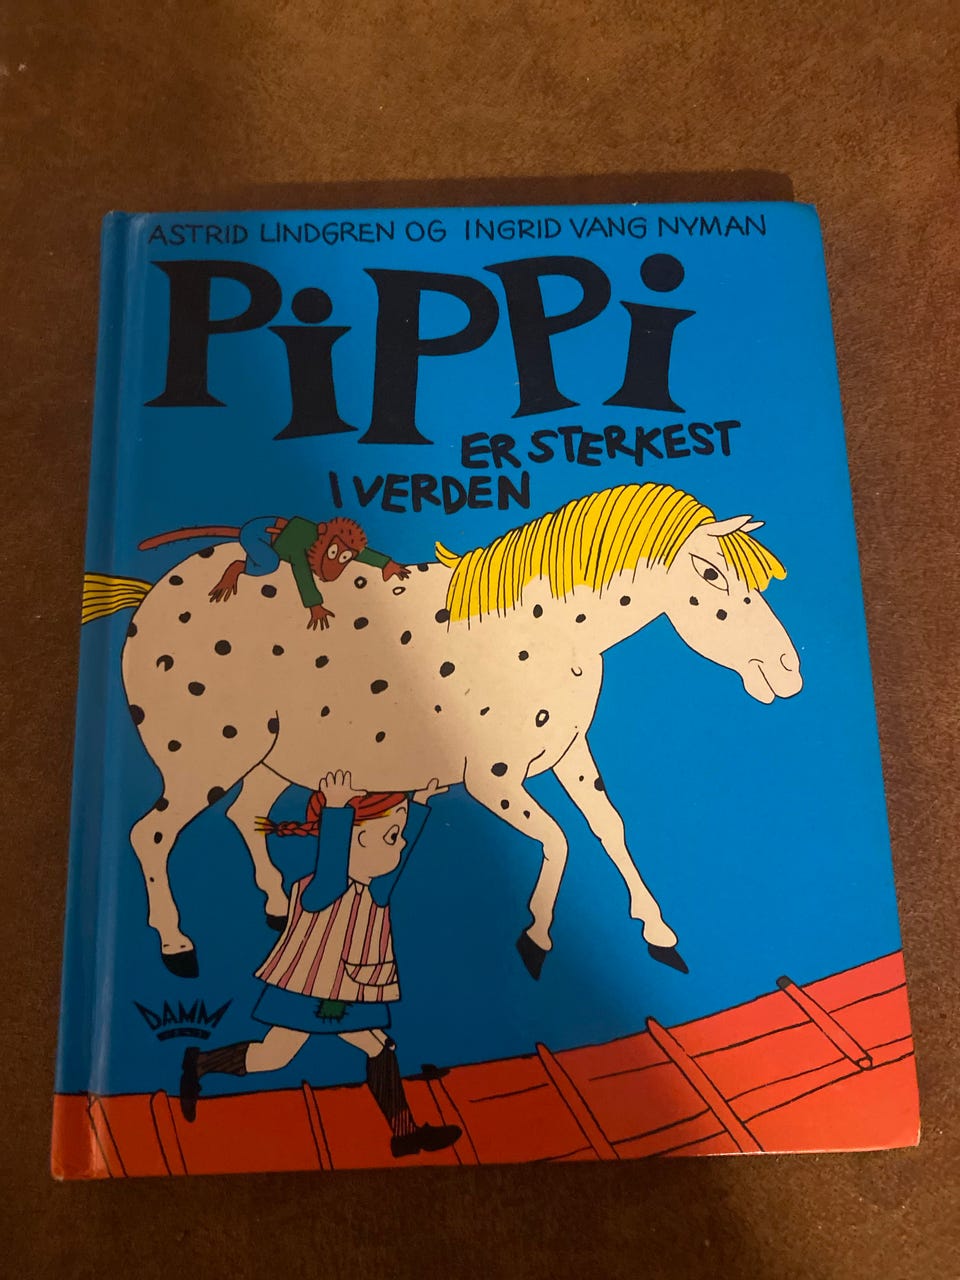 ASTRID LINDGREN OG INGRID VANG NYMAN
PiPPi
ER STERKEST
I VERDEN
DAMM